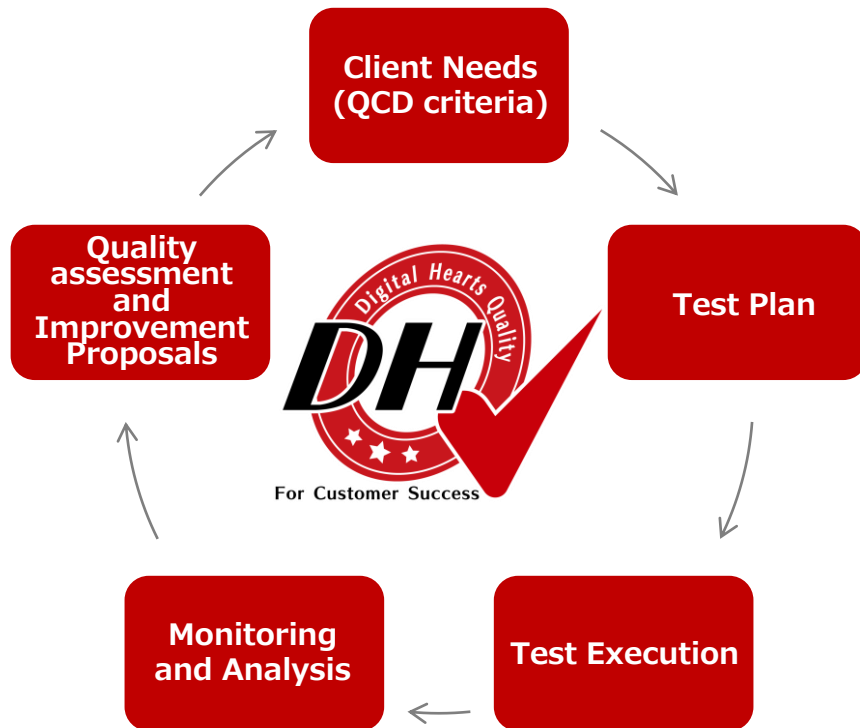 Client Needs
(QCD criteria)
Test Plan
Test Execution
Monitoring
and Analysis
Quality
assessment
and
Improvement
Proposals
Digital Hearts Quality
DH
For Customer Success